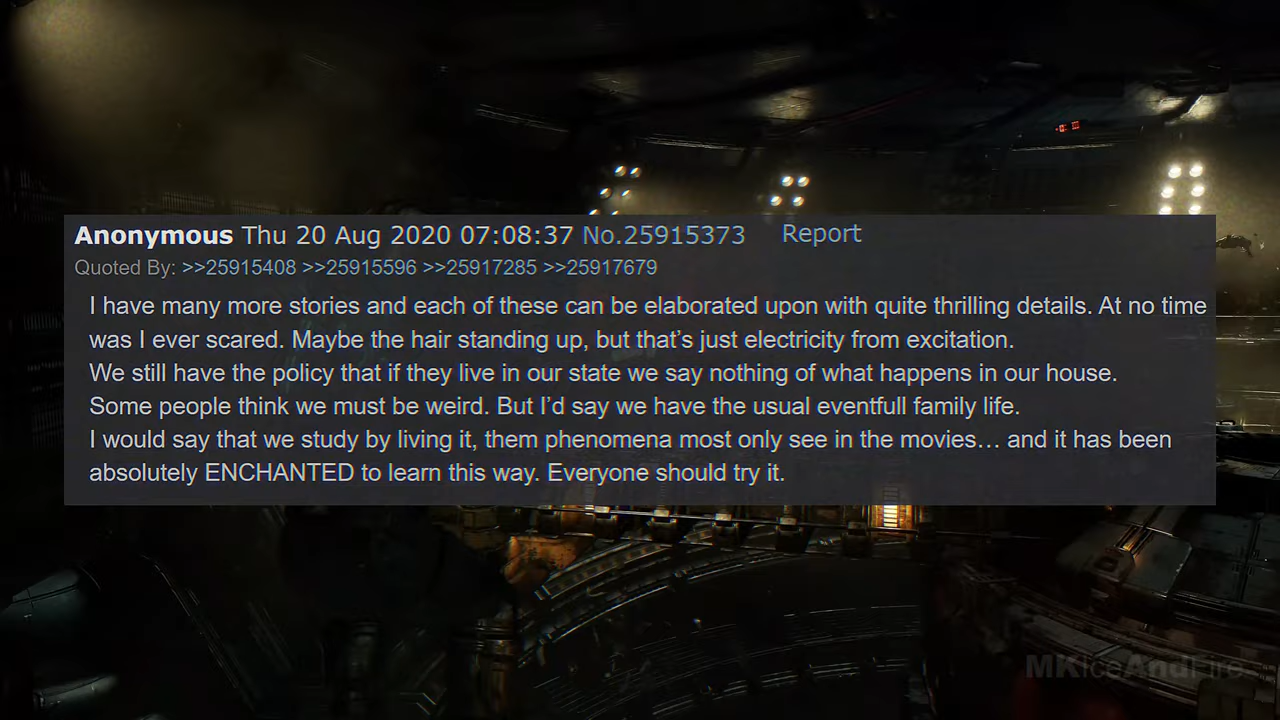 Anonymous Thu 20 Aug 2020 07:08:37 No.25915373 Report
Quoted By: >>25915408 >>25915596 >>25917285 >>25917679
I have many more stories and each of these can be elaborated upon with quite thrilling details. At no time
was I ever scared. Maybe the hair standing up, but that’s just electricity from excitation.
We still have the policy that if they live in our state we say nothing of what happens in our house.
Some people think we must be weird. But I’d say we have the usual eventfull family life.
I would say that we study by living it, them phenomena most only see in the movies… and it has been
absolutely ENCHANTED to learn this way. Everyone should try it.
MKIceAndFire